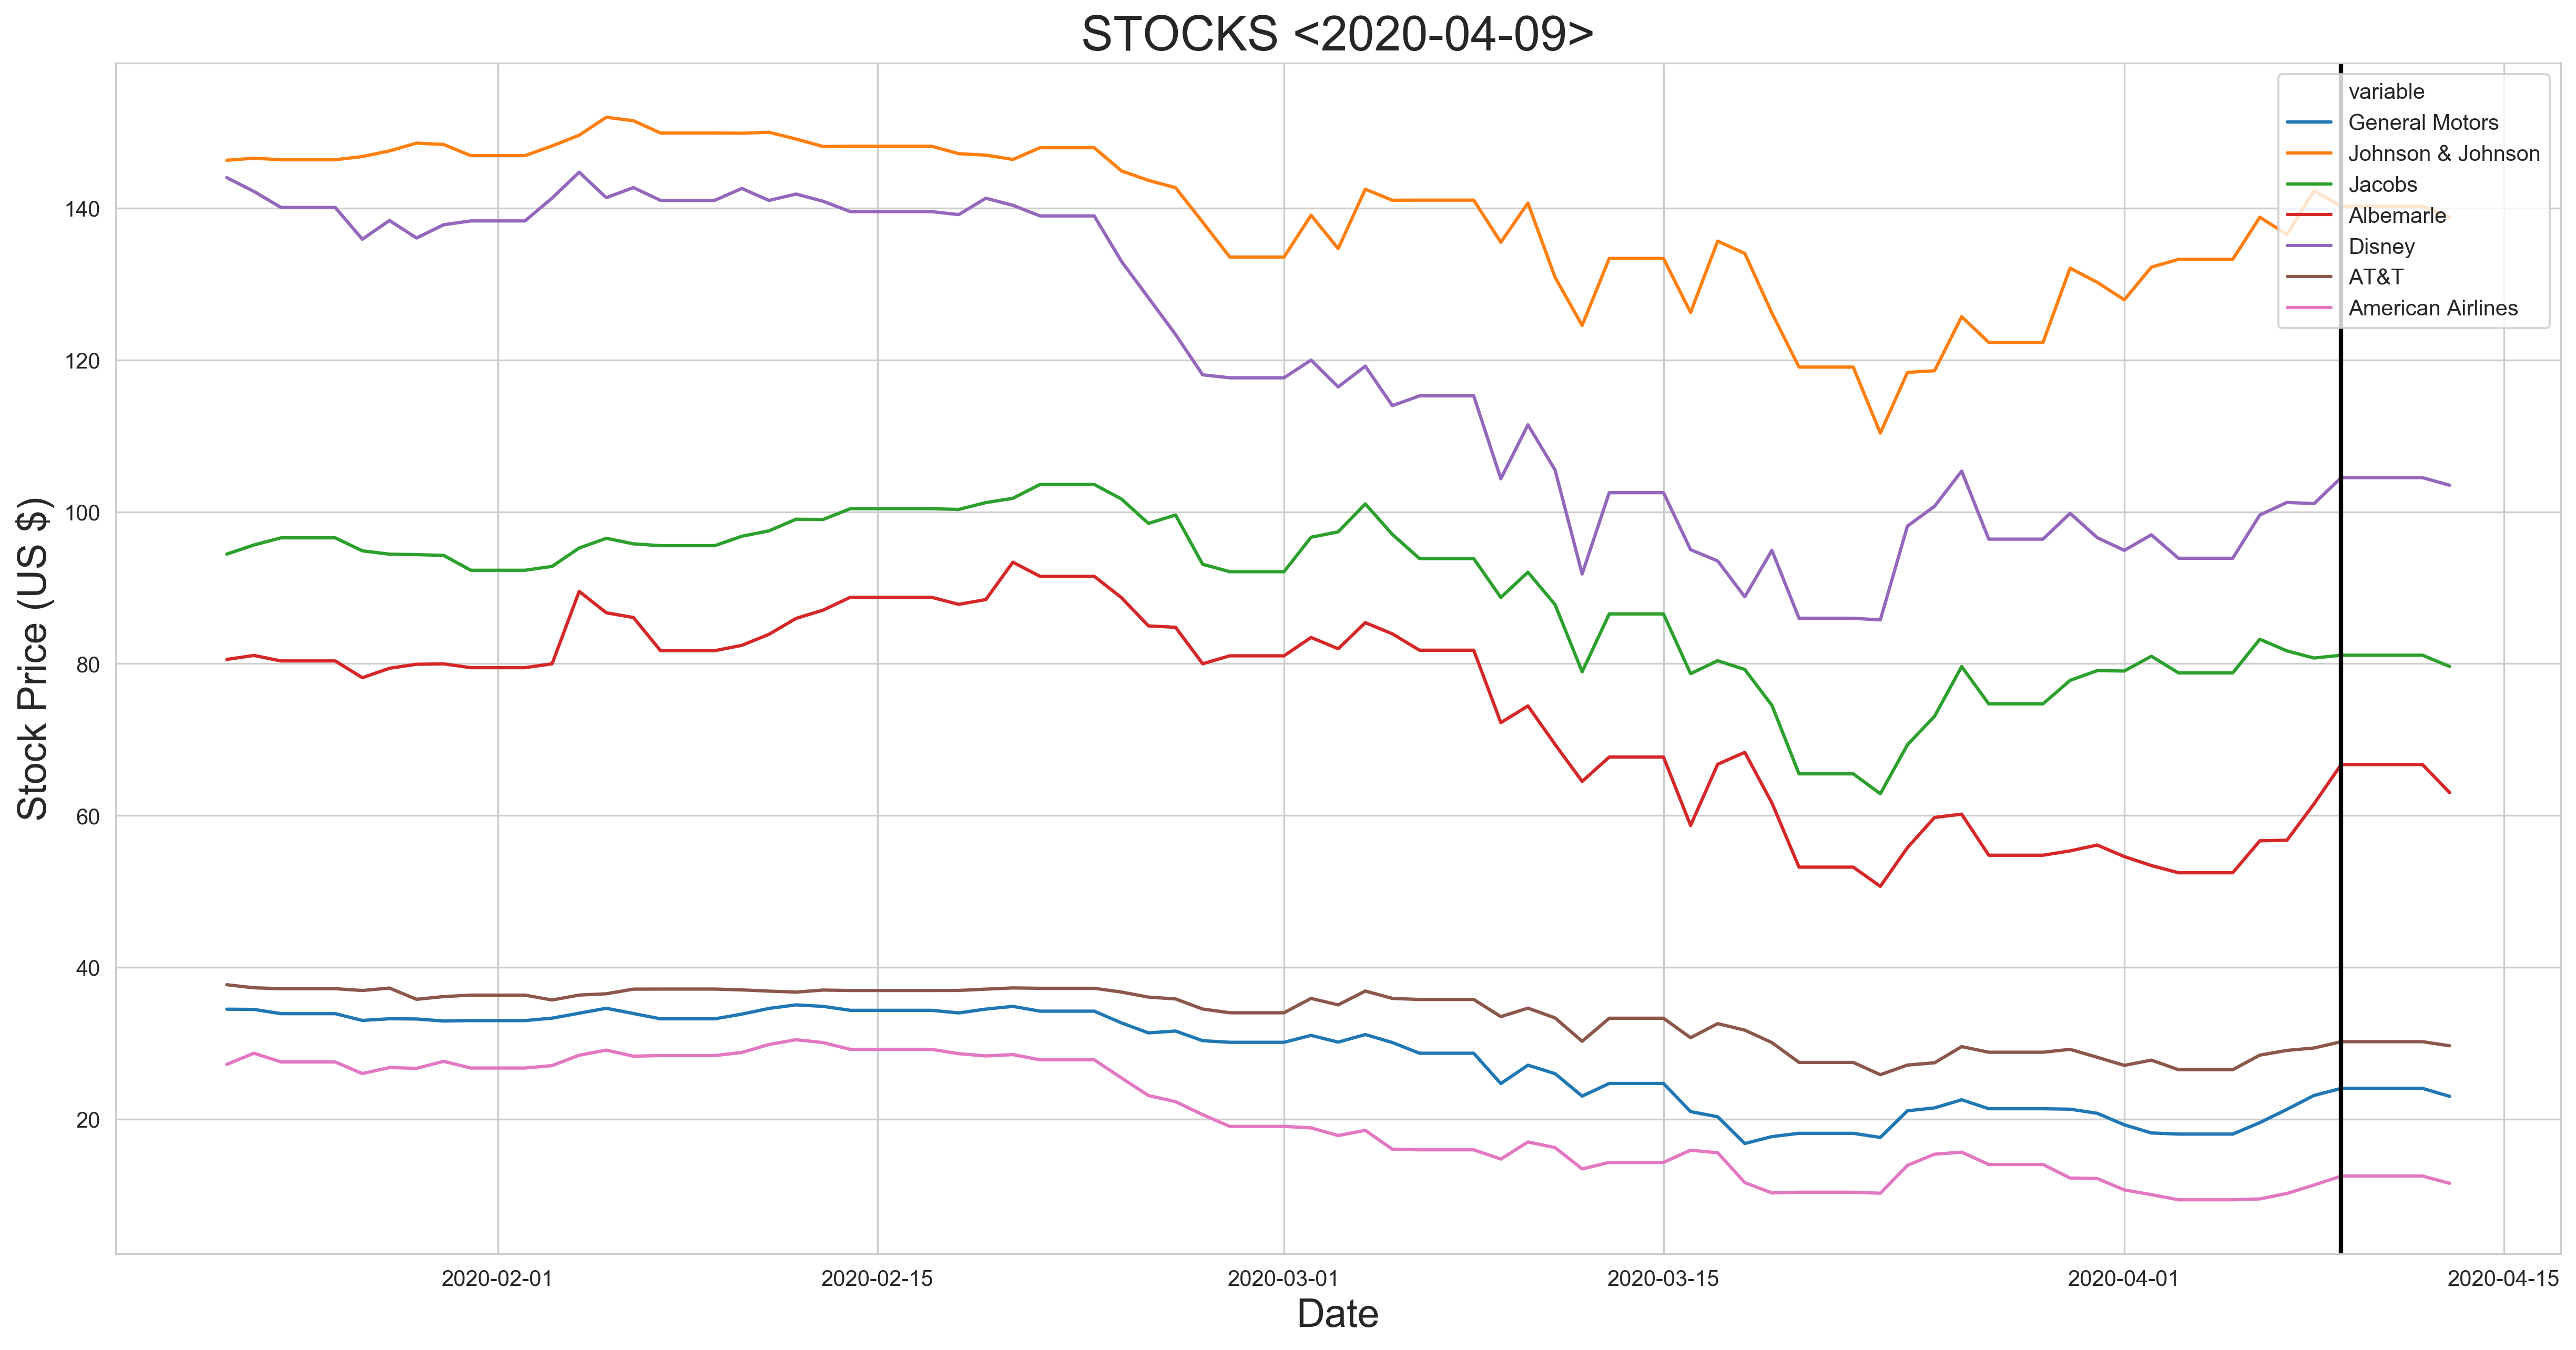 STOCKS <2020-04-09>
variable
General Motors
Johnson & Johnson
Jacobs
Albemarle
Disney
AT&T
American Airlines
Stock Price (US $)
140
120
100
80
60
40
20
2020-02-01
2020-02-15
2020-03-01
2020-03-15
2020-04-01
2020-04-15
Date